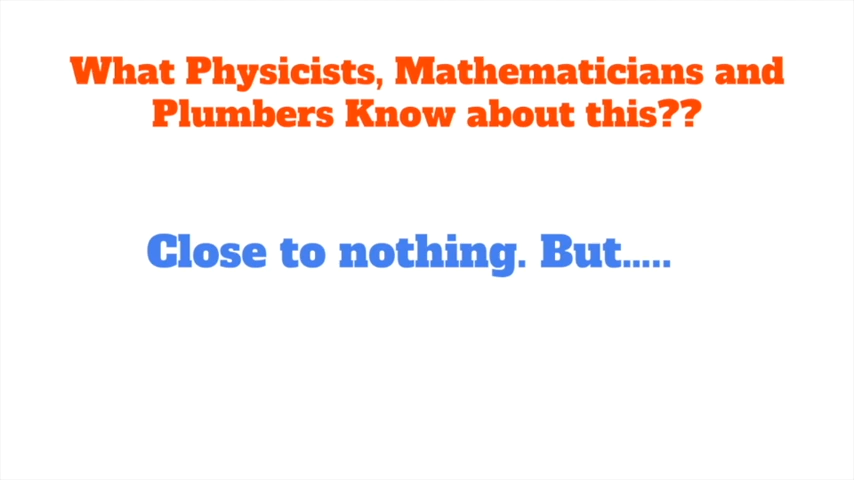 What Physicists, Mathematicians and
Plumbers Know about this??
Close to nothing. But.....